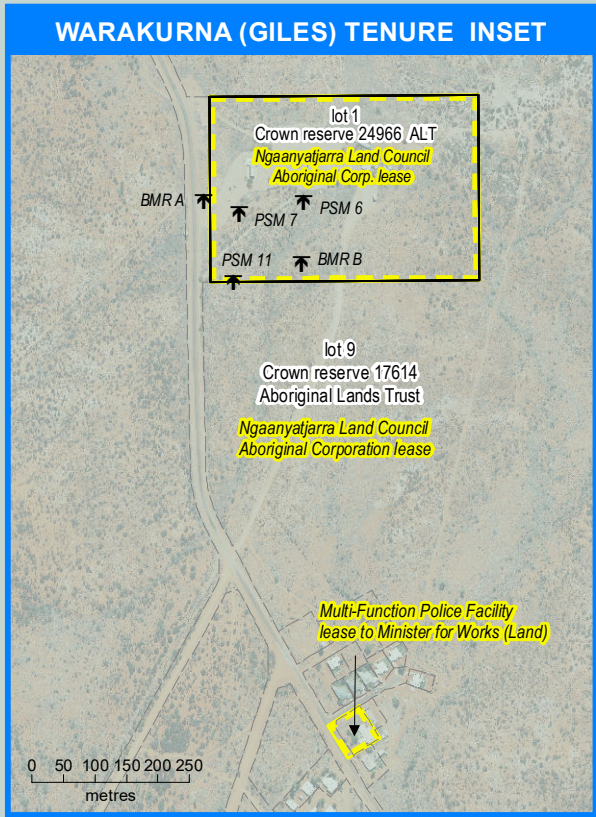 WARAKURNA (GILES) TENURE INSET
lot 1
Crown reserve 24966 ALT
Ngaanyatjarra Land Council
Aboriginal Corp. lease
BMR A
PSM 7
PSM 6
PSM 11
BMR B
lot 9
Crown reserve 17614
Aboriginal Lands Trust
Ngaanyatjarra Land Council
Aboriginal Corporation lease
Multi-Function Police Facility
lease to Minister for Works (Land)
0 50 100 150 200 250
metres